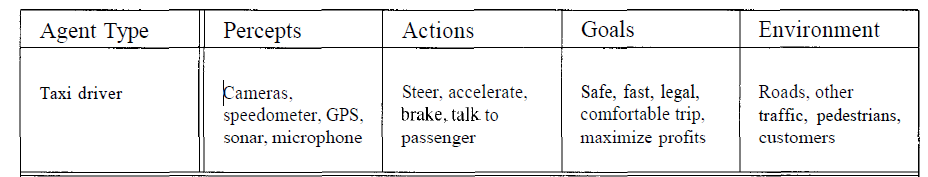 Agent Type Percepts Actions Goals Environment
Taxi driver Cameras, Steer, accelerate, Safe, fast, legal, Roads, other
speedometer, GPS, brake, talk to comfortable trip, traffic, pedestrians,
sonar, microphone passenger maximize profits customers